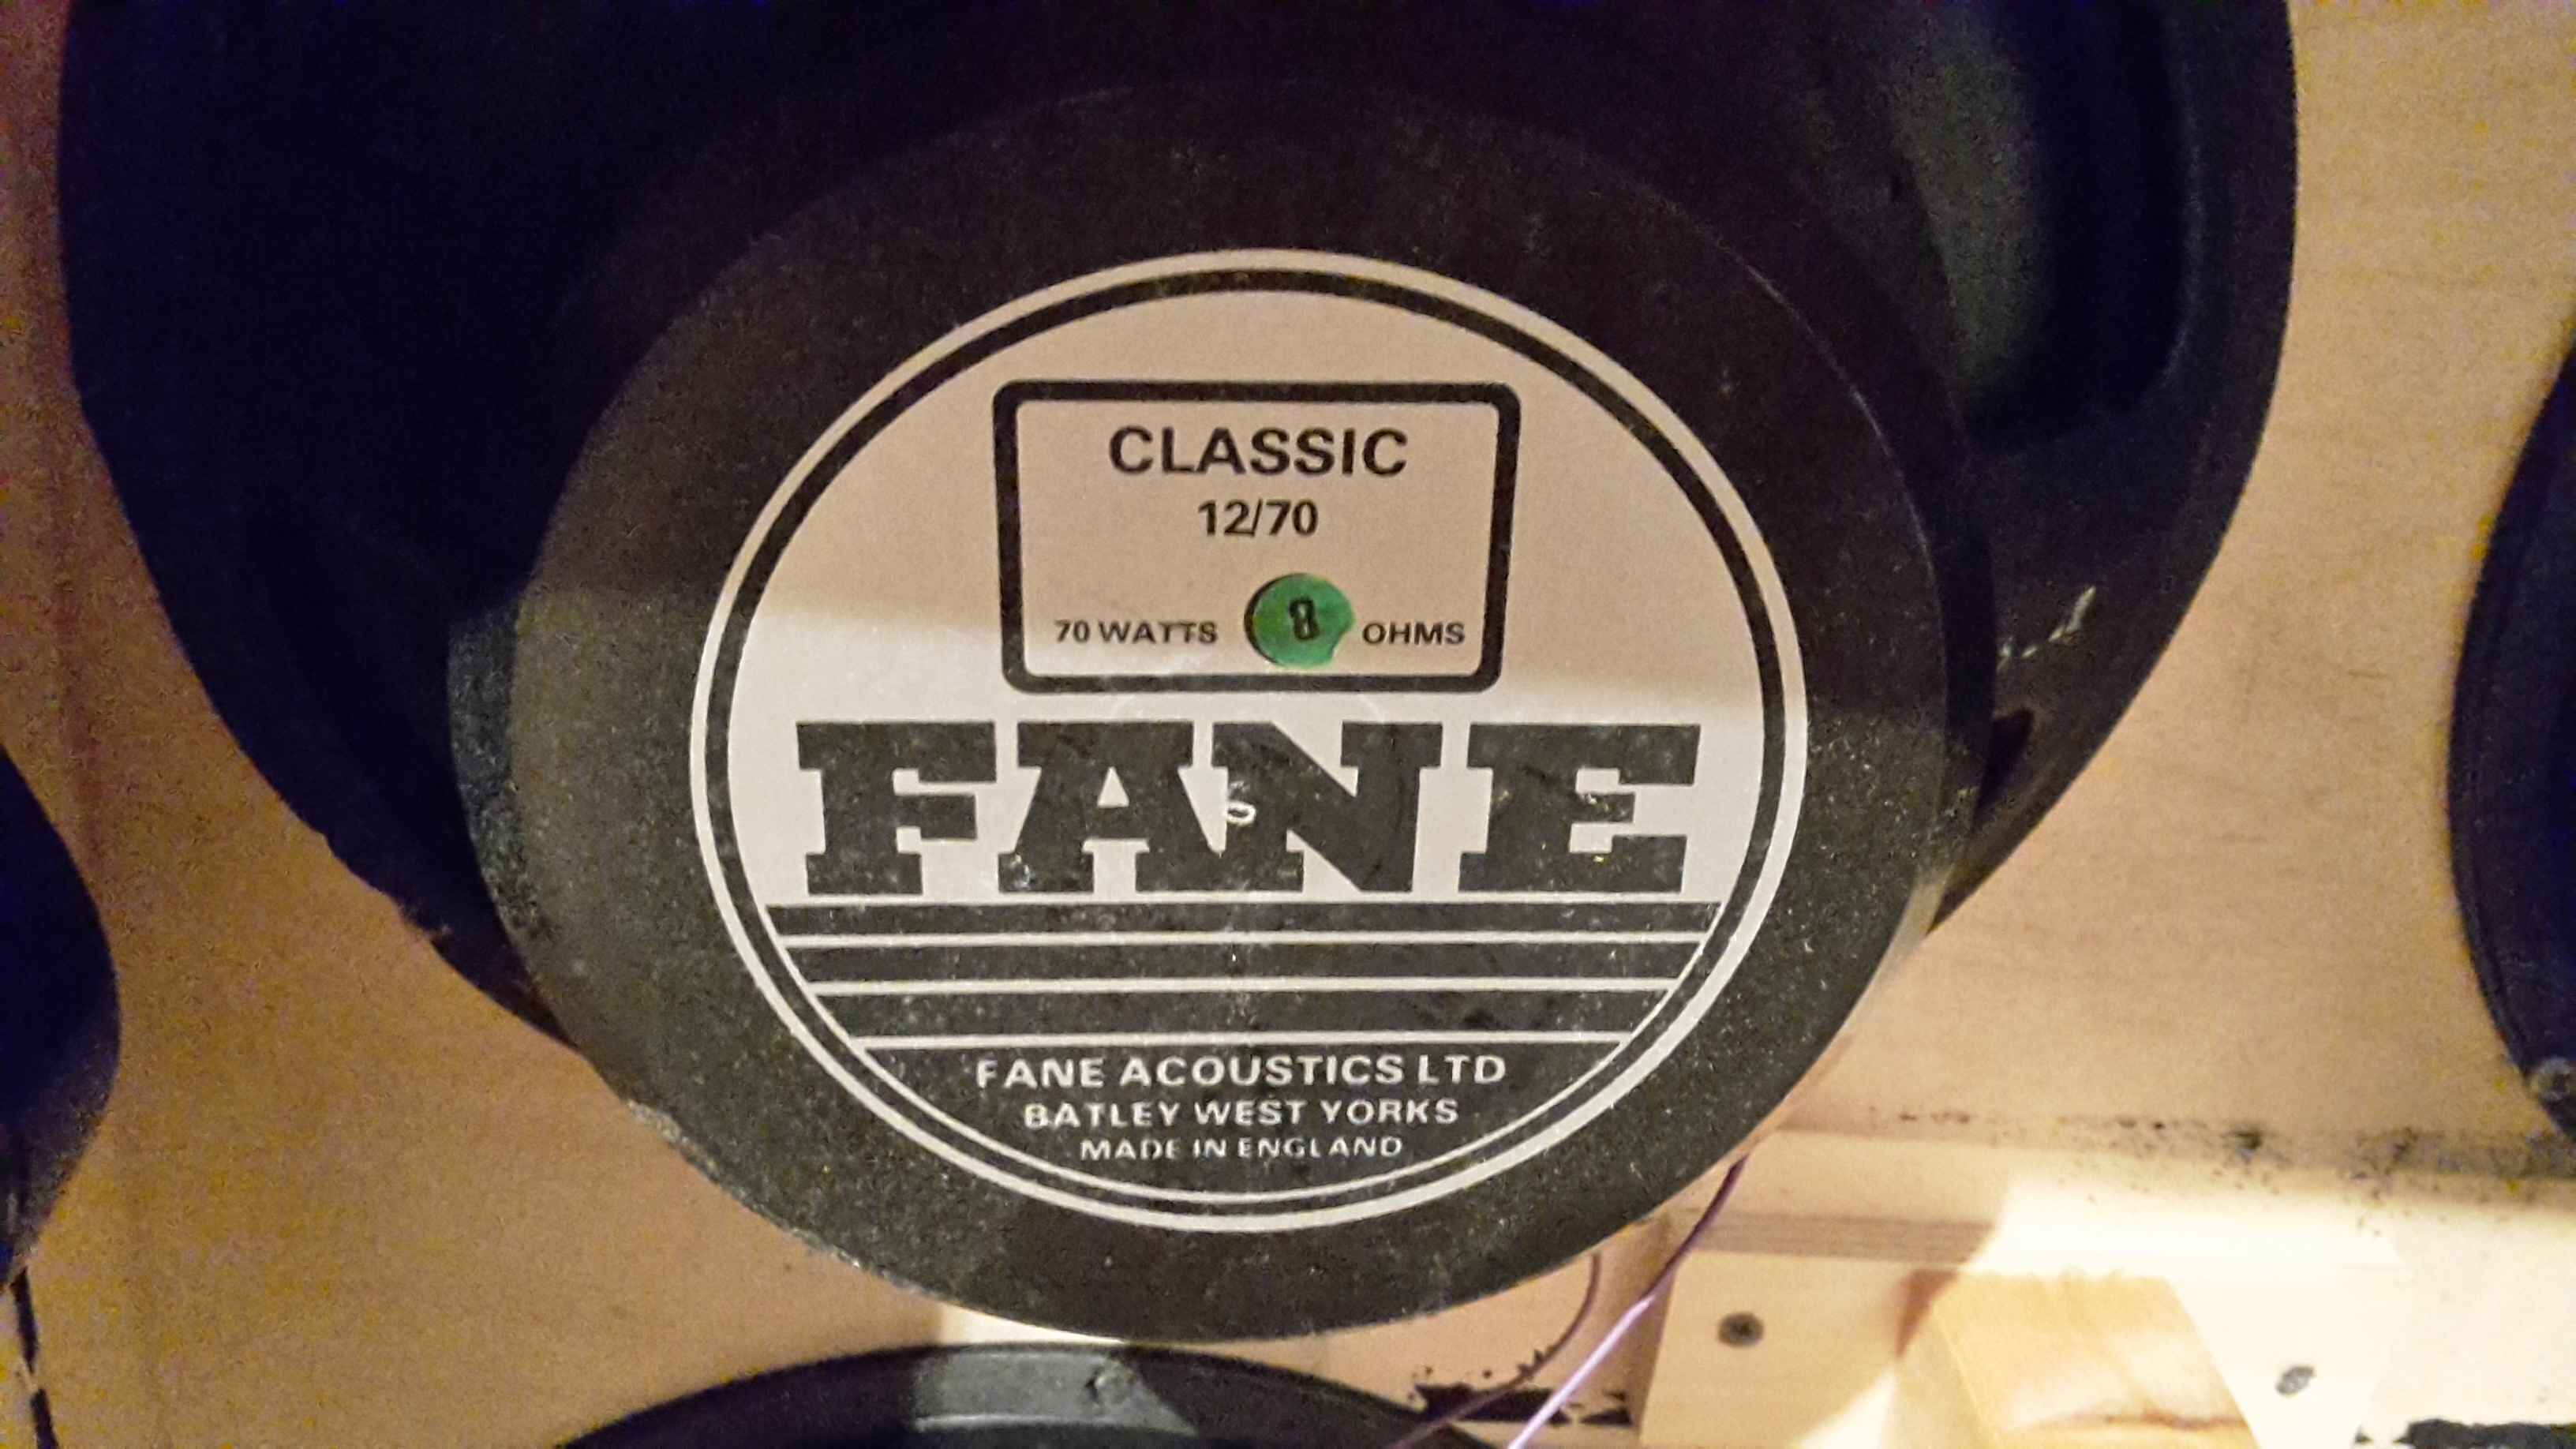 CLASSIC
12/70
70 WATTS 8 OHMS
FANE
FANE ACOUSTICS LTD
BATLEY WEST YORKS
MADE IN ENGLAND